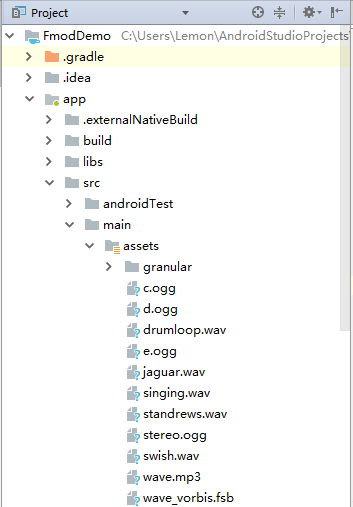 Project
FmodDemo C:\Users\Lemon\AndroidStudioProjects
.gradle
.idea
app
.externalNativeBuild
build
libs
src
androidTest
main
assets
granular
c.ogg
d.ogg
drumloop.wav
e.ogg
jaguar.wav
singing.wav
standrews.wav
stereo.ogg
swish.wav
wave.mp3
wave_vorbis.fsb